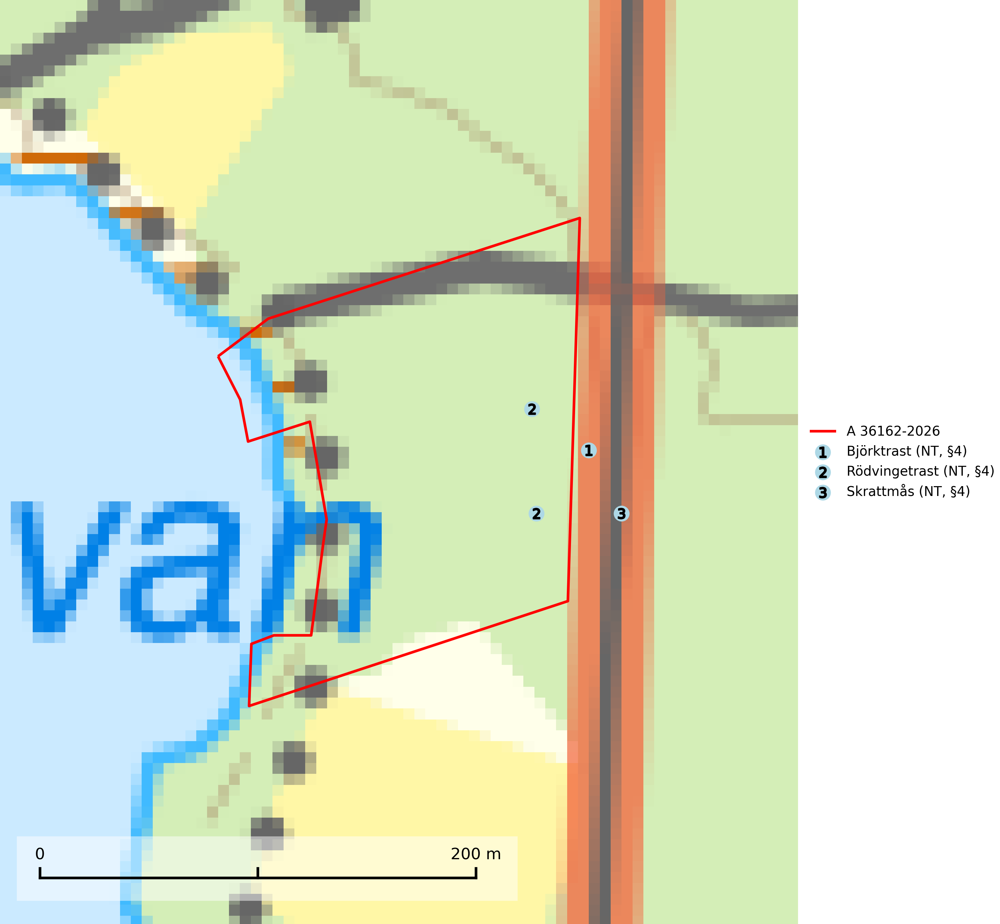 2
1
2
3
van
0
200 m
A 36162-2026
1 Björktrast (NT, §4)
2 Rödvingetrast (NT, §4)
3 Skrattmås (NT, §4)